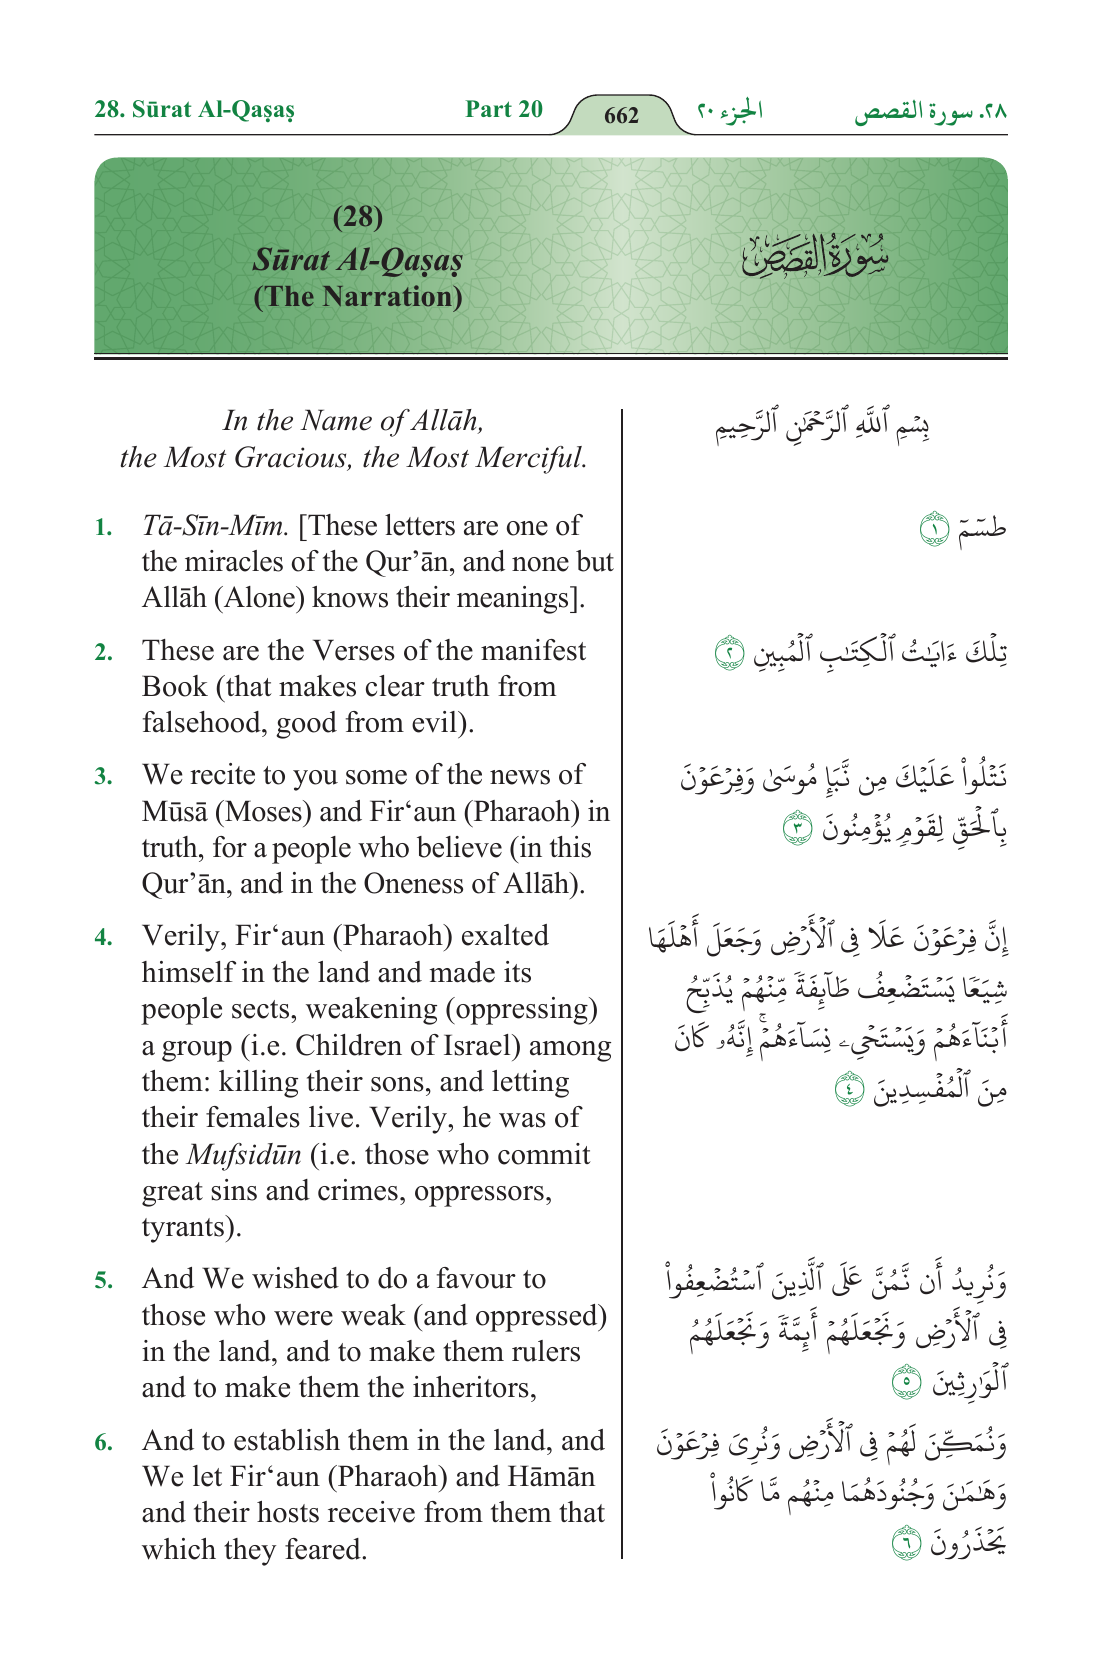 28. Sūrat Al-Qaṣaṣ Part 20 662 الجزء ٢٠ ٢٨. سورة القصص
(28)
Sūrat Al-Qaṣaṣ
(The Narration)
سُورَةُ القَصَصِ
In the Name of Allāh,
the Most Gracious, the Most Merciful.
1. Tā-Sīn-Mīm. [These letters are one of
the miracles of the Qur’ān, and none but
Allāh (Alone) knows their meanings].
2. These are the Verses of the manifest
Book (that makes clear truth from
falsehood, good from evil).
3. We recite to you some of the news of
Mūsā (Moses) and Fir‘aun (Pharaoh) in
truth, for a people who believe (in this
Qur’ān, and in the Oneness of Allāh).
4. Verily, Fir‘aun (Pharaoh) exalted
himself in the land and made its
people sects, weakening (oppressing)
a group (i.e. Children of Israel) among
them: killing their sons, and letting
their females live. Verily, he was of
the Mufsidūn (i.e. those who commit
great sins and crimes, oppressors,
tyrants).
5. And We wished to do a favour to
those who were weak (and oppressed)
in the land, and to make them rulers
and to make them the inheritors,
6. And to establish them in the land, and
We let Fir‘aun (Pharaoh) and Hāmān
and their hosts receive from them that
which they feared.
بِسۡمِ ٱللَّهِ ٱلرَّحۡمَٰنِ ٱلرَّحِيمِ
طسٓمٓ ١
تِلۡكَ ءَايَٰتُ ٱلۡكِتَٰبِ ٱلۡمُبِينِ ٢
نَتۡلُواْ عَلَيۡكَ مِن نَّبَإِ مُوسَىٰ وَفِرۡعَوۡنَ
بِٱلۡحَقِّ لِقَوۡمٖ يُؤۡمِنُونَ ٣
إِنَّ فِرۡعَوۡنَ عَلَا فِي ٱلۡأَرۡضِ وَجَعَلَ أَهۡلَهَا
شِيَعٗا يَسۡتَضۡعِفُ طَآئِفَةٗ مِّنۡهُمۡ يُذَبِّحُ
أَبۡنَآءَهُمۡ وَيَسۡتَحۡيِۦ نِسَآءَهُمۡۚ إِنَّهُۥ كَانَ
مِنَ ٱلۡمُفۡسِدِينَ ٤
وَنُرِيدُ أَن نَّمُنَّ عَلَى ٱلَّذِينَ ٱسۡتُضۡعِفُواْ
فِي ٱلۡأَرۡضِ وَنَجۡعَلَهُمۡ أَئِمَّةٗ وَنَجۡعَلَهُمُ
ٱلۡوَٰرِثِينَ ٥
وَنُمَكِّنَ لَهُمۡ فِي ٱلۡأَرۡضِ وَنُرِيَ فِرۡعَوۡنَ
وَهَٰمَٰنَ وَجُنُودَهُمَا مِنۡهُم مَّا كَانُواْ
يَحۡذَرُونَ ٦